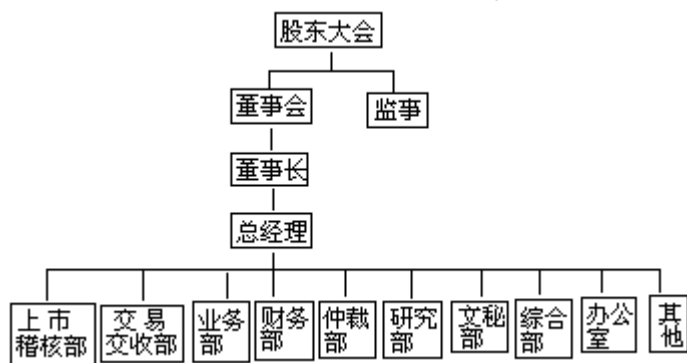 股东大会
董事会
监事
董事长
总经理
上市
稽核部
交易
交收部
业务
部
财务
部
仲裁
部
研究
部
文秘
部
综合
部
办公
室
其
他